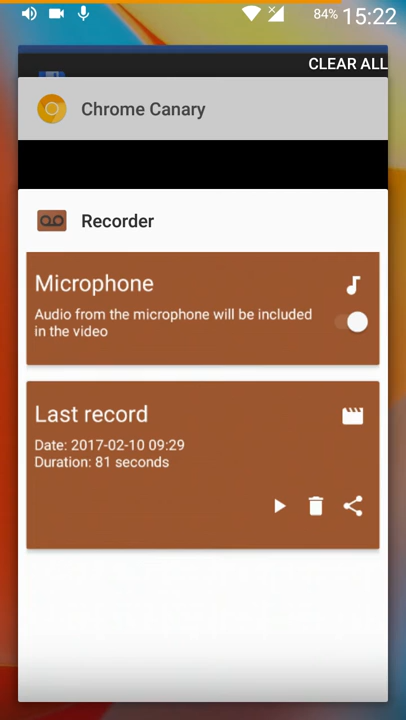 84% 15:22
CLEAR ALL
Chrome Canary
Recorder
Microphone
Audio from the microphone will be included
in the video
Last record
Date: 2017-02-10 09:29
Duration: 81 seconds